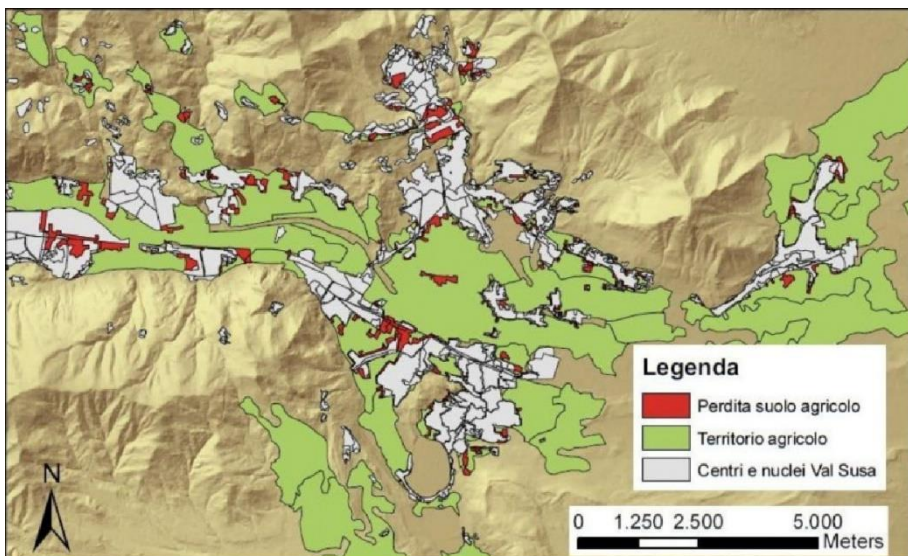 Legenda
Perdita suolo agricolo
Territorio agricolo
Centri e nuclei Val Susa
N
0 1.250 2.500 5.000
Meters